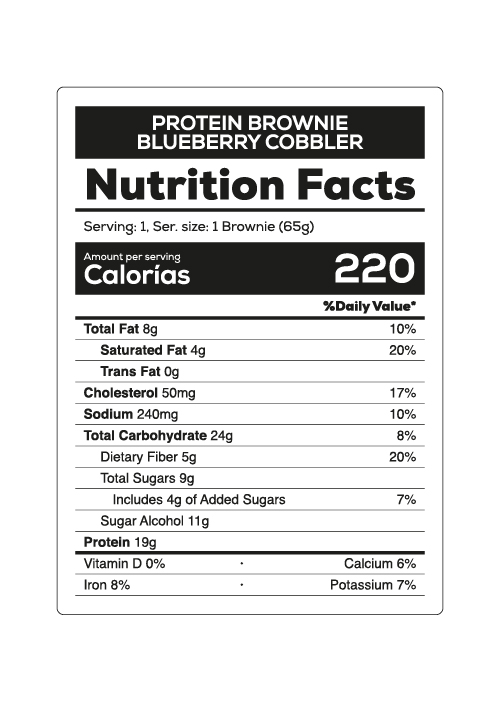 PROTEIN BROWNIE
BLUEBERRY COBBLER
Nutrition Facts
Serving: 1, Ser. size: 1 Brownie (65g)
Amount per serving
Calorías 220
%Daily Value*
Total Fat 8g 10%
Saturated Fat 4g 20%
Trans Fat 0g
Cholesterol 50mg 17%
Sodium 240mg 10%
Total Carbohydrate 24g 8%
Dietary Fiber 5g 20%
Total Sugars 9g
Includes 4g of Added Sugars 7%
Sugar Alcohol 11g
Protein 19g
Vitamin D 0% · Calcium 6%
Iron 8% · Potassium 7%